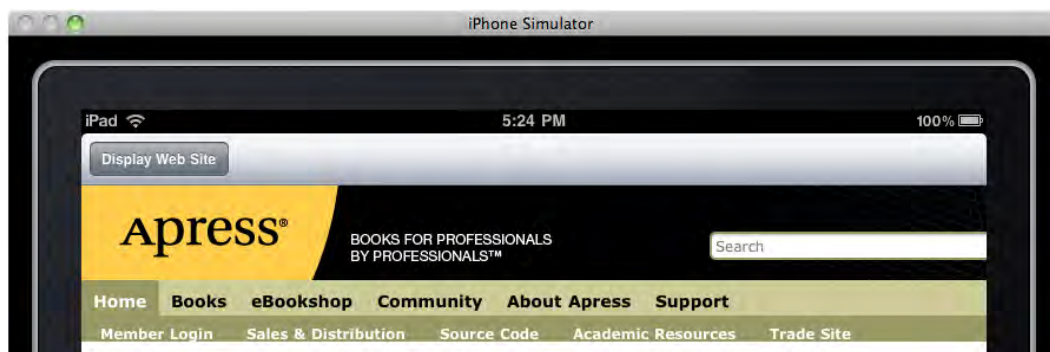 iPhone Simulator
iPad 5:24 PM 100%
Display Web Site
Apress®
BOOKS FOR PROFESSIONALS
BY PROFESSIONALS™
Search
Home Books eBookshop Community About Apress Support
Member Login Sales & Distribution Source Code Academic Resources Trade Site